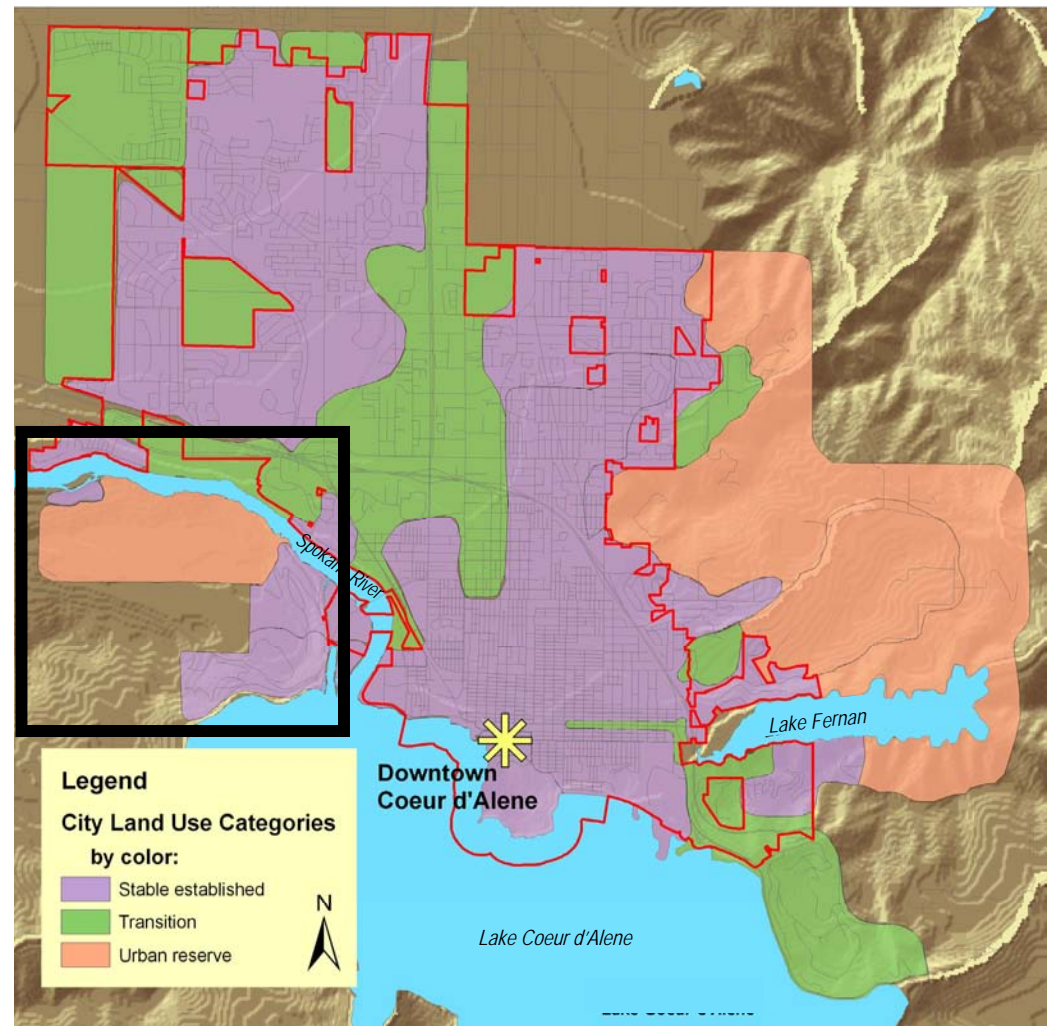 Spokane River
Lake Fernan
Downtown
Coeur d'Alene
Legend
City Land Use Categories
by color:
Stable established
Transition
Urban reserve
N
Lake Coeur d'Alene